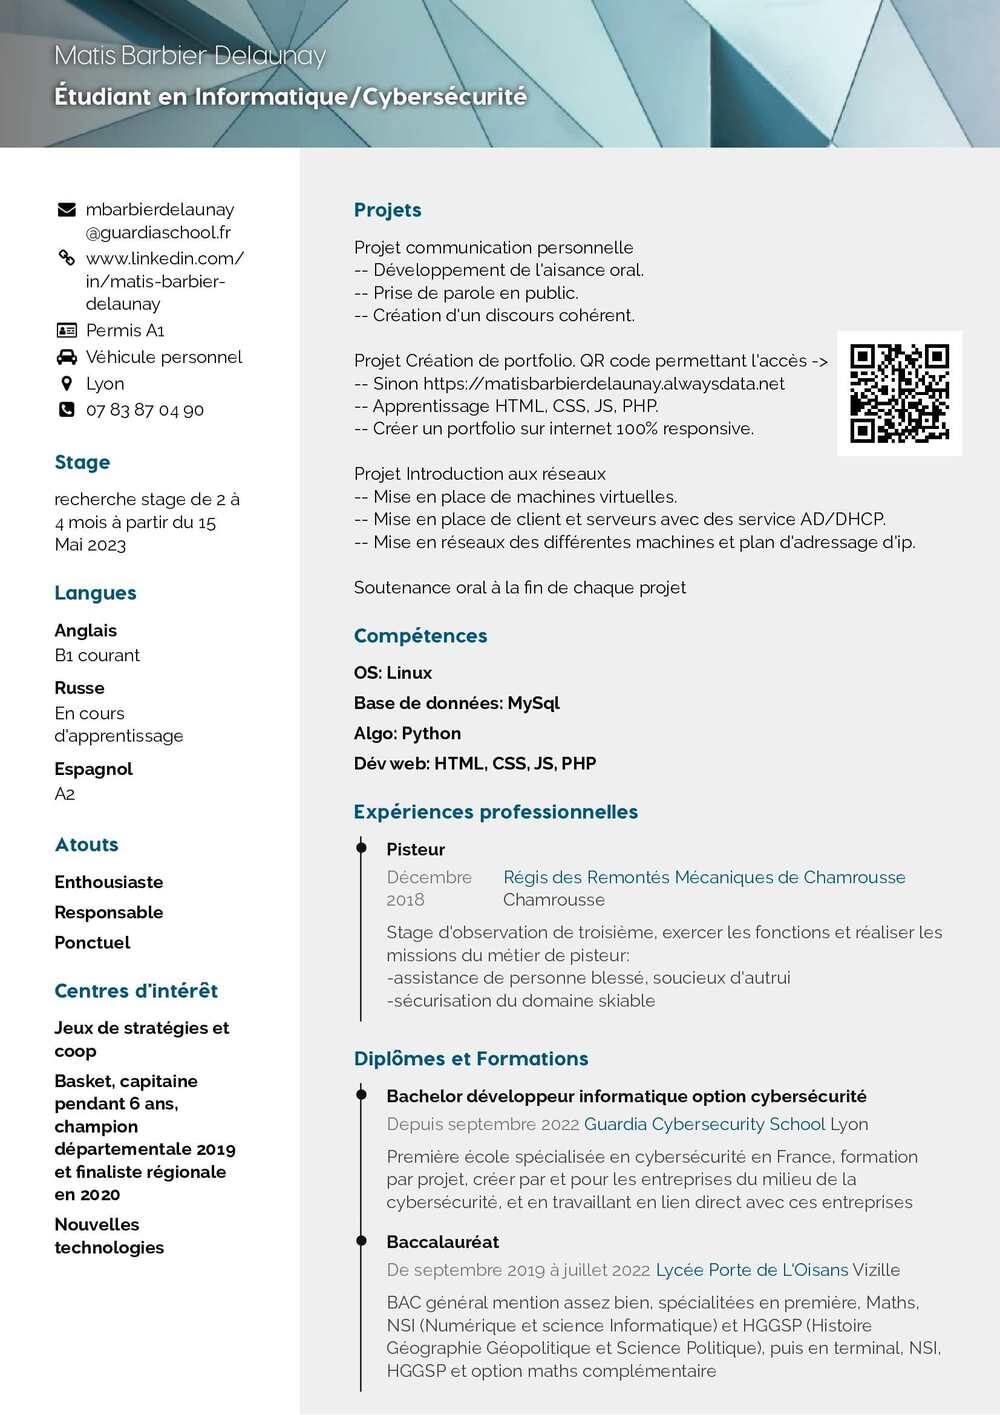 Matis Barbier Delaunay
Étudiant en Informatique/Cybersécurité
mbarbierdelaunay
@guardiaschool.fr
www.linkedin.com/
in/matis-barbier-
delaunay
Permis A1
Véhicule personnel
Lyon
07 83 87 04 90
Stage
recherche stage de 2 à
4 mois à partir du 15
Mai 2023
Langues
Anglais
B1 courant
Russe
En cours
d'apprentissage
Espagnol
A2
Atouts
Enthousiaste
Responsable
Ponctuel
Centres d'intérêt
Jeux de stratégies et
coop
Basket, capitaine
pendant 6 ans,
champion
départementale 2019
et finaliste régionale
en 2020
Nouvelles
technologies
Projets
Projet communication personnelle
-- Développement de l'aisance oral.
-- Prise de parole en public.
-- Création d'un discours cohérent.
Projet Création de portfolio. QR code permettant l'accès ->
-- Sinon https://matisbarbierdelaunay.alwaysdata.net
-- Apprentissage HTML, CSS, JS, PHP.
-- Créer un portfolio sur internet 100% responsive.
Projet Introduction aux réseaux
-- Mise en place de machines virtuelles.
-- Mise en place de client et serveurs avec des service AD/DHCP.
-- Mise en réseaux des différentes machines et plan d'adressage d'ip.
Soutenance oral à la fin de chaque projet
Compétences
OS: Linux
Base de données: MySql
Algo: Python
Dév web: HTML, CSS, JS, PHP
Expériences professionnelles
Pisteur
Décembre 2018 Régis des Remontés Mécaniques de Chamrousse
Chamrousse
Stage d'observation de troisième, exercer les fonctions et réaliser les
missions du métier de pisteur:
-assistance de personne blessé, soucieux d'autrui
-sécurisation du domaine skiable
Diplômes et Formations
Bachelor développeur informatique option cybersécurité
Depuis septembre 2022 Guardia Cybersecurity School Lyon
Première école spécialisée en cybersécurité en France, formation
par projet, créer par et pour les entreprises du milieu de la
cybersécurité, et en travaillant en lien direct avec ces entreprises
Baccalauréat
De septembre 2019 à juillet 2022 Lycée Porte de L'Oisans Vizille
BAC général mention assez bien, spécialitées en première, Maths,
NSI (Numérique et science Informatique) et HGGSP (Histoire
Géographie Géopolitique et Science Politique), puis en terminal, NSI,
HGGSP et option maths complémentaire